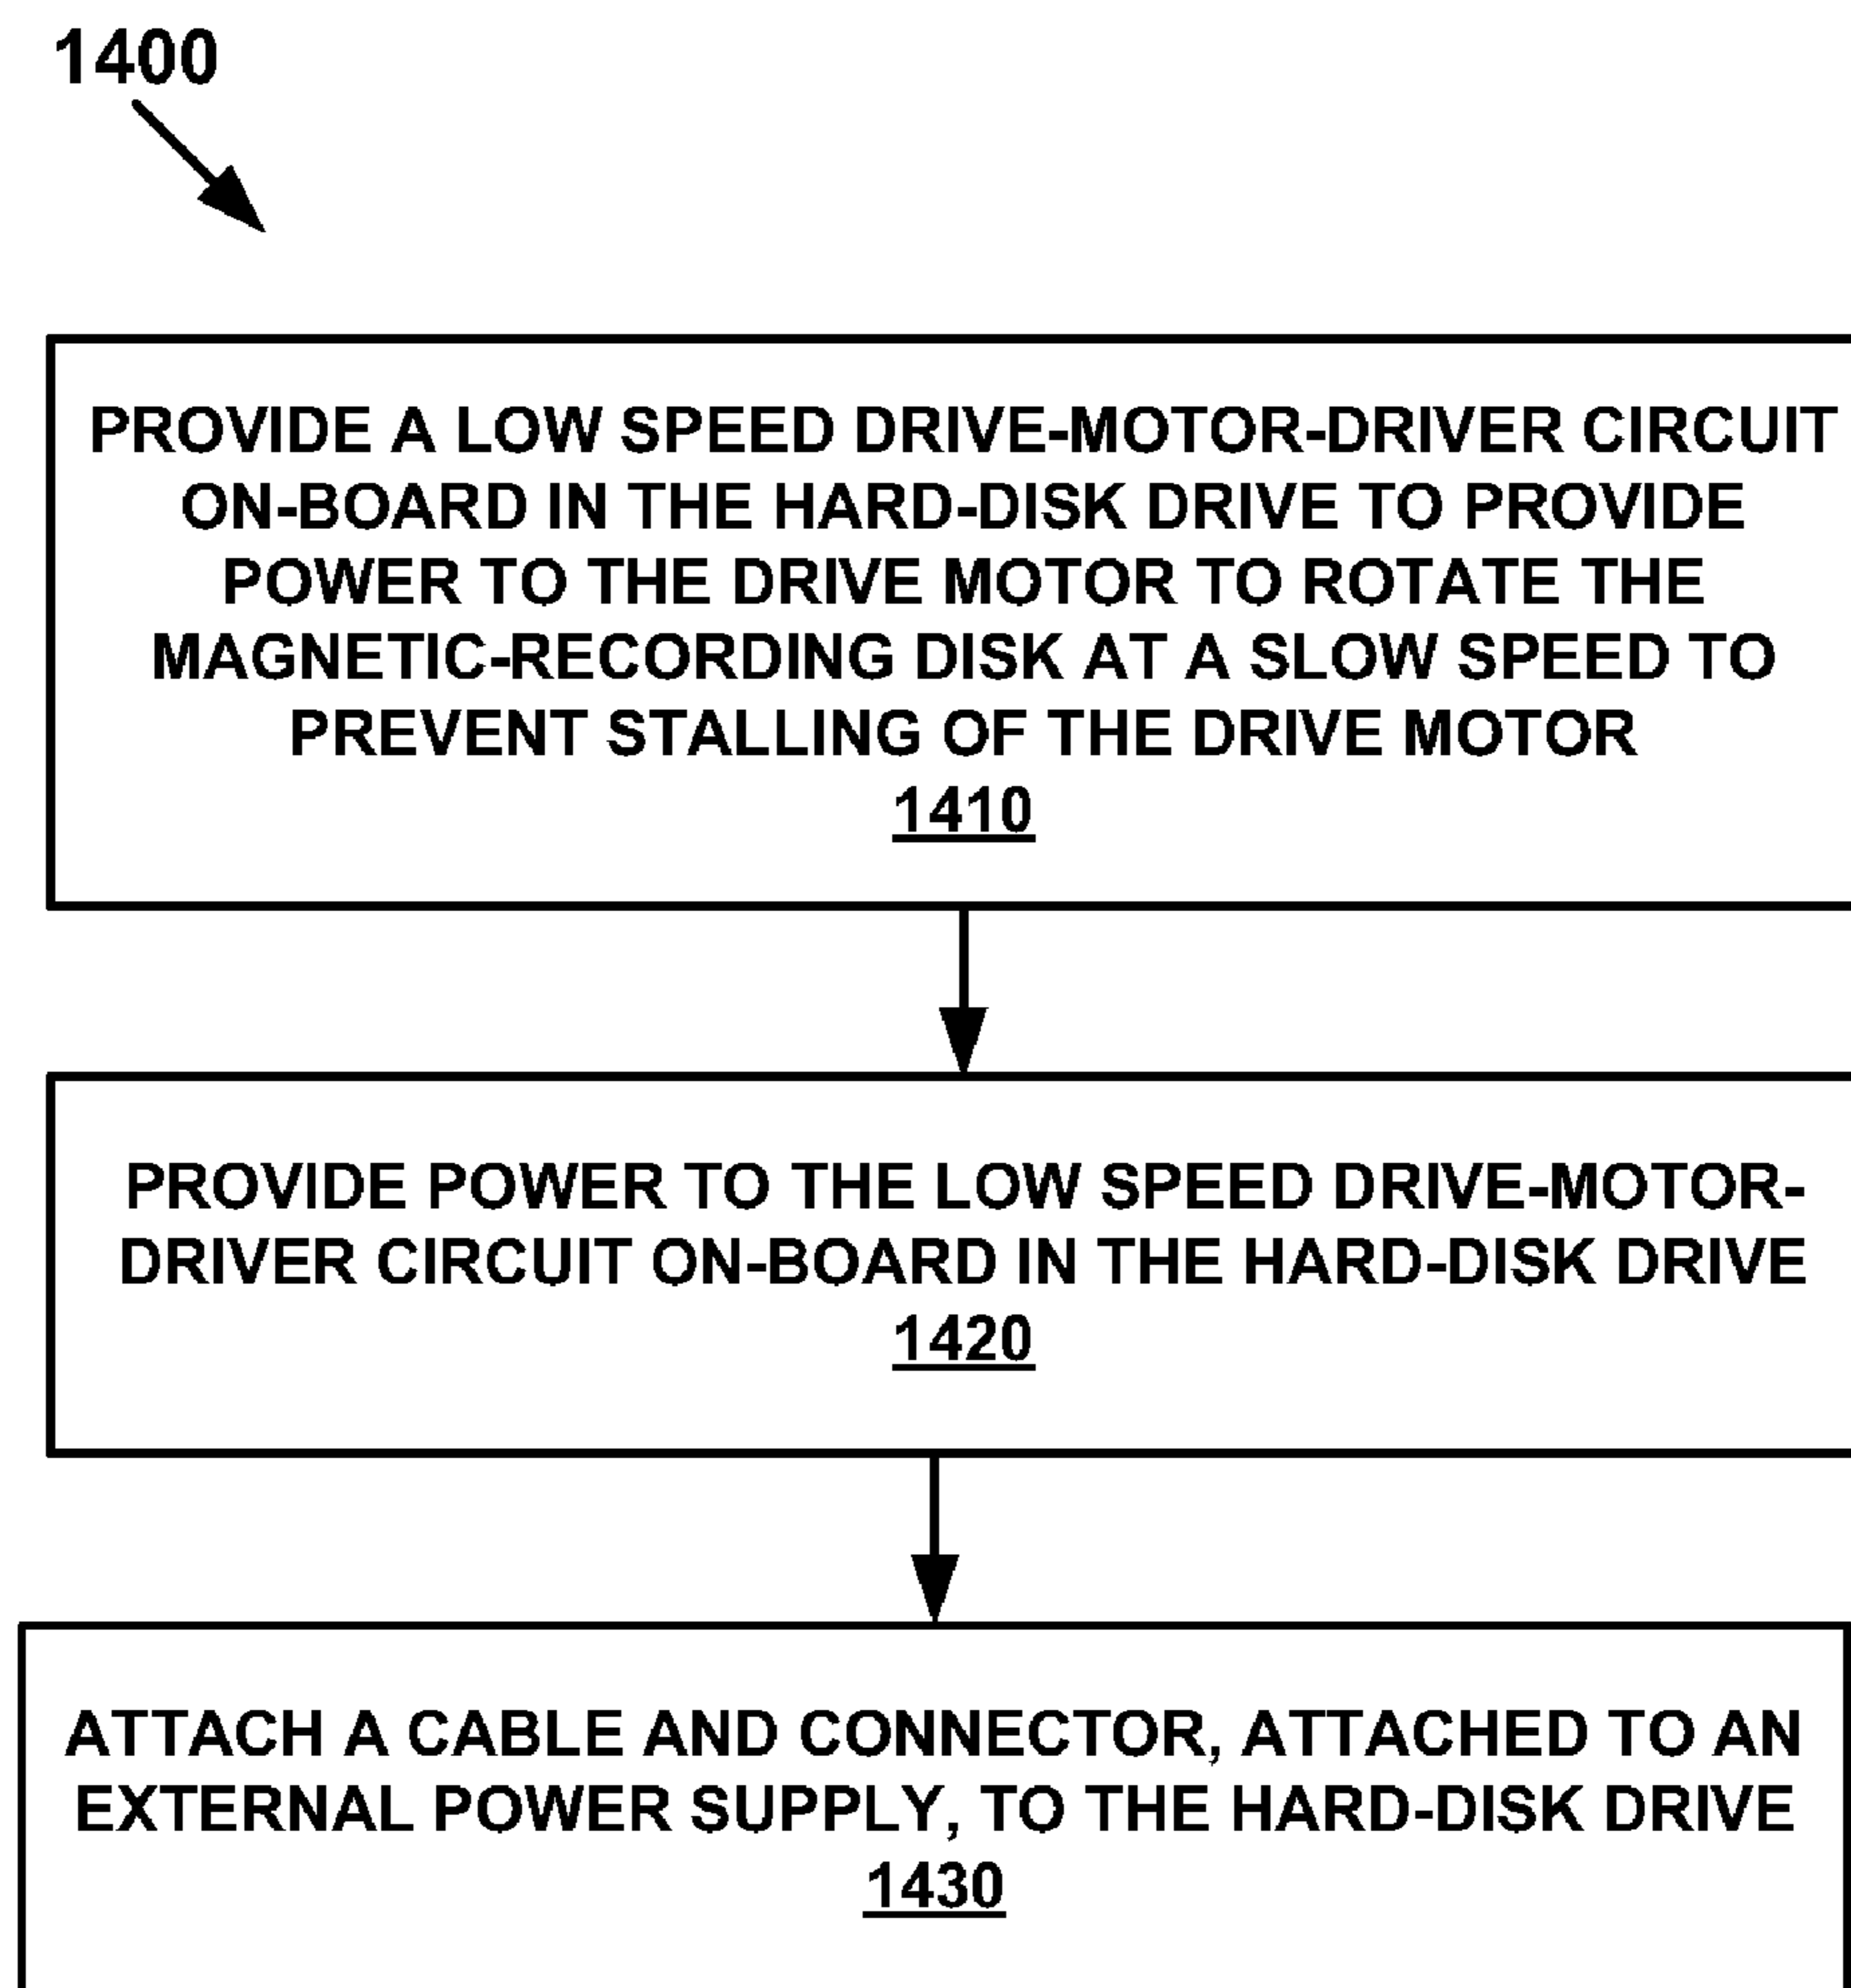 1400
PROVIDE A LOW SPEED DRIVE-MOTOR-DRIVER CIRCUIT
ON-BOARD IN THE HARD-DISK DRIVE TO PROVIDE
POWER TO THE DRIVE MOTOR TO ROTATE THE
MAGNETIC-RECORDING DISK AT A SLOW SPEED TO
PREVENT STALLING OF THE DRIVE MOTOR
1410
PROVIDE POWER TO THE LOW SPEED DRIVE-MOTOR-
DRIVER CIRCUIT ON-BOARD IN THE HARD-DISK DRIVE
1420
ATTACH A CABLE AND CONNECTOR, ATTACHED TO AN
EXTERNAL POWER SUPPLY, TO THE HARD-DISK DRIVE
1430